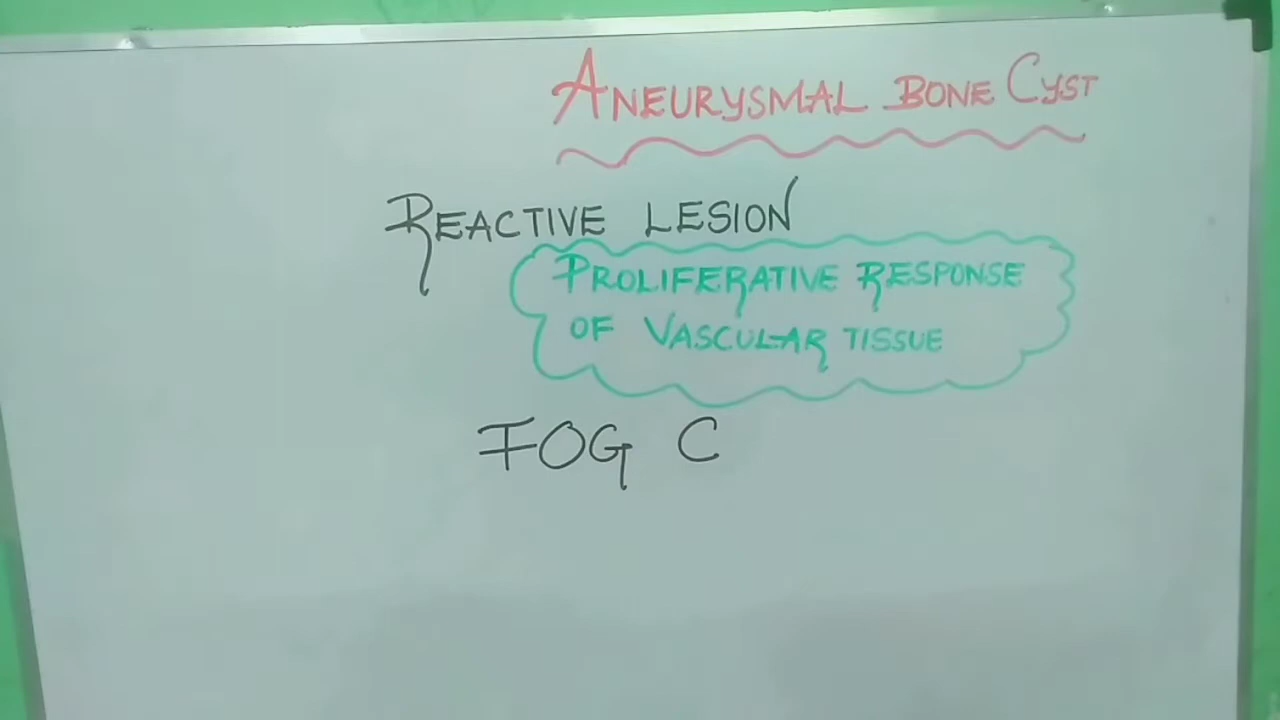 ANEURYSMAL BONE CYST
REACTIVE LESION
PROLIFERATIVE RESPONSE
OF VASCULAR TISSUE
FOG C